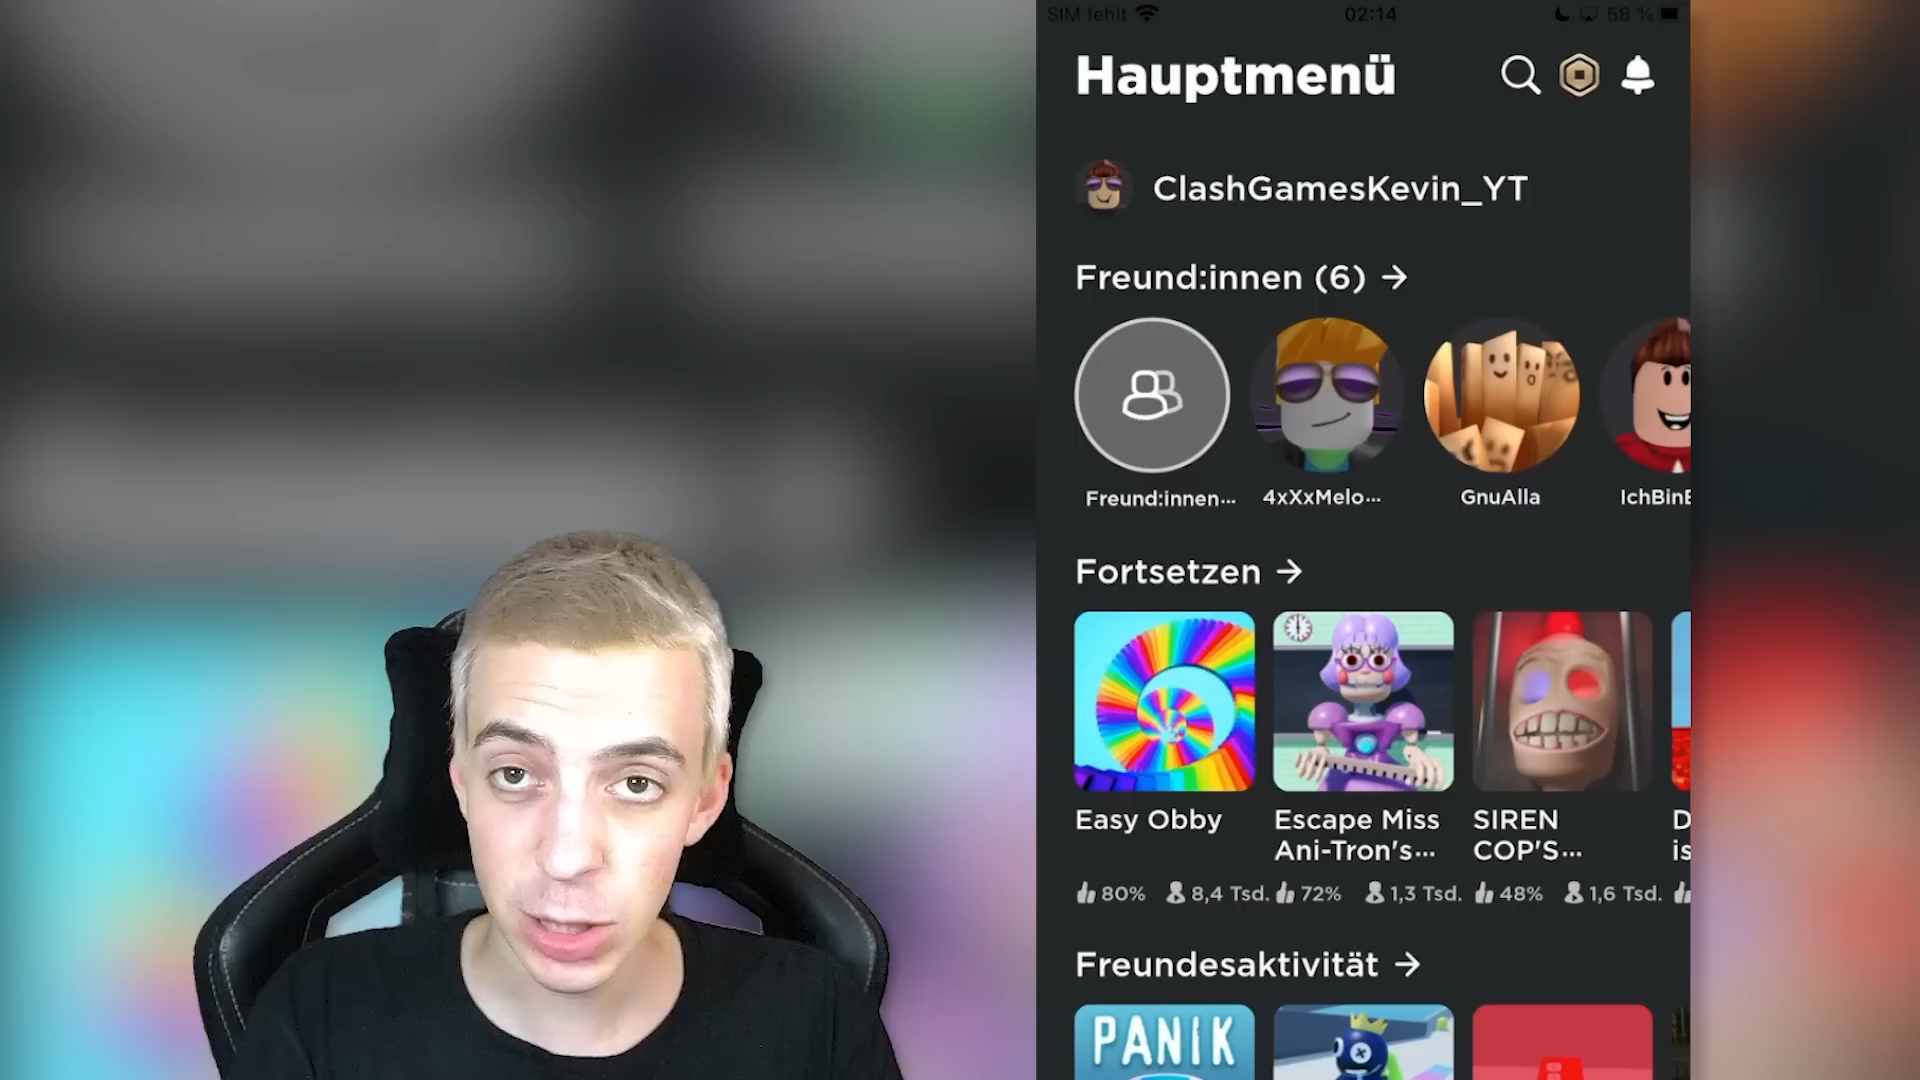 SIM fehlt
02:14
58 %
Hauptmenü
ClashGamesKevin_YT
Freund:innen (6) →
Freund:innen...
4xXxMelo...
GnuAlla
IchBinE
Fortsetzen →
Easy Obby
Escape Miss
Ani-Tron's...
SIREN
COP'S...
D
is
80% 8,4 Tsd.
72% 1,3 Tsd.
48% 1,6 Tsd.
Freundesaktivität →
PANIK